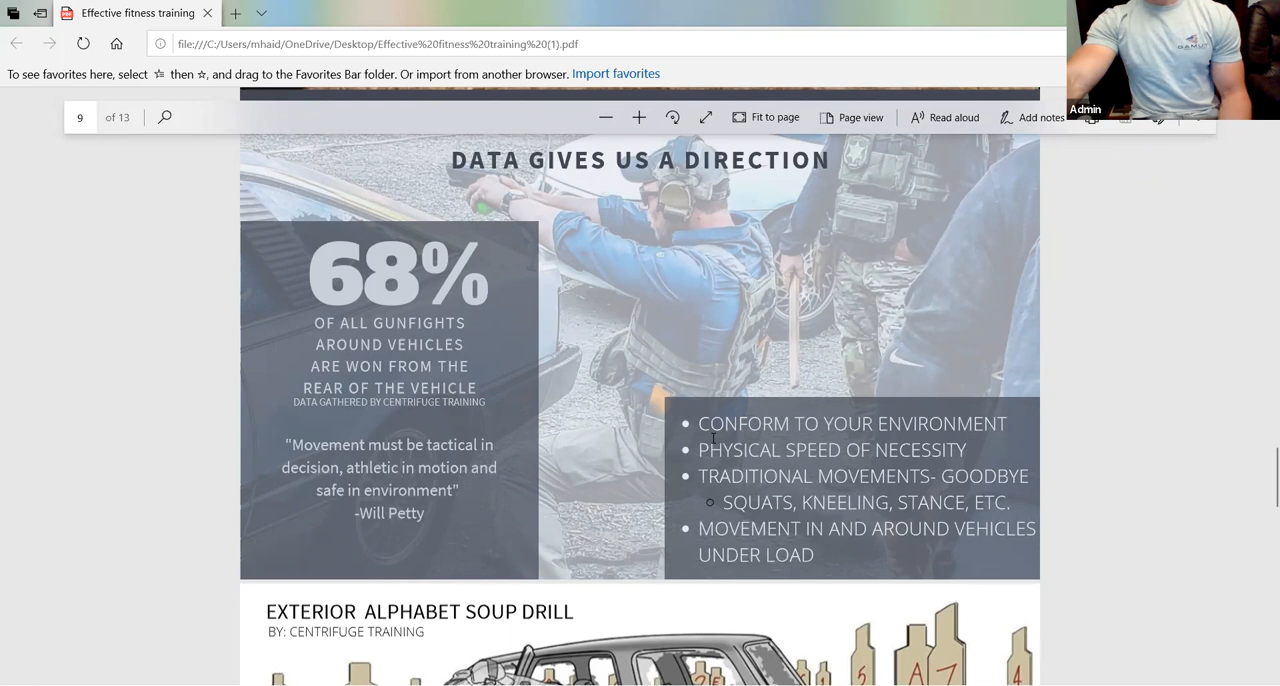 Effective fitness training
file:///C:/Users/mhaid/OneDrive/Desktop/Effective%20fitness%20training%20(1).pdf
To see favorites here, select then , and drag to the Favorites Bar folder. Or import from another browser. Import favorites
Admin
9 of 13
Fit to page
Page view
Read aloud
Add notes
DATA GIVES US A DIRECTION
68%
OF ALL GUNFIGHTS
AROUND VEHICLES
ARE WON FROM THE
REAR OF THE VEHICLE
DATA GATHERED BY CENTRIFUGE TRAINING
"Movement must be tactical in
decision, athletic in motion and
safe in environment"
-Will Petty
CONFORM TO YOUR ENVIRONMENT
PHYSICAL SPEED OF NECESSITY
TRADITIONAL MOVEMENTS- GOODBYE
SQUATS, KNEELING, STANCE, ETC.
MOVEMENT IN AND AROUND VEHICLES
UNDER LOAD
EXTERIOR ALPHABET SOUP DRILL
BY: CENTRIFUGE TRAINING
5
A 7
4